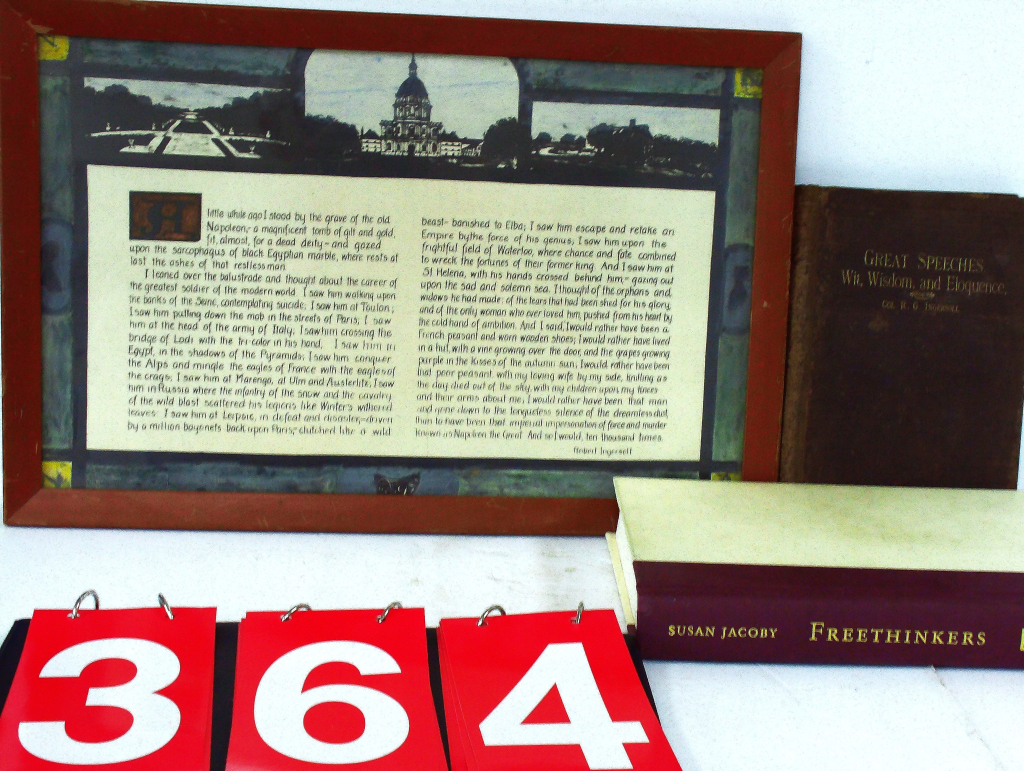 little while ago I stood by the grave of the old
Napoleon,- a magnificent tomb of gilt and gold,
fit, almost, for a dead deity- and gazed
upon the sarcophagus of black Egyptian marble, where rests at
last the ashes of that restless man.
I leaned over the balustrade and thought about the career of
the greatest soldier of the modern world. I saw him walking upon
the banks of the Seine, contemplating suicide; I saw him at Toulon;
I saw him putting down the mob in the streets of Paris; I saw
him at the head of the army of Italy; I saw him crossing the
bridge of Lodi with the tri-color in his hand, I saw him in
Egypt, in the shadows of the Pyramids; I saw him conquer
the Alps and mingle the eagles of France with the eagles of
the crags; I saw him at Marengo, at Ulm and Austerlitz; I saw
him in Russia where the infantry of the snow and the cavalry
of the wild blast scattered his legions like Winter's withered
leaves. I saw him at Leipsic, in defeat and disaster,-driven
by a million bayonets back upon Paris,-clutched like a wild
beast- banished to Elba; I saw him escape and retake an
Empire by the force of his genius; I saw him upon the
frightful field of Waterloo, where chance and fate combined
to wreck the fortunes of their former king. And I saw him at
St Helena, with his hands crossed behind him,- gazing out
upon the sad and solemn sea. I thought of the orphans and
widows he had made: of the tears that had been shed for his glory,
and of the only woman who ever loved him, pushed from his heart by
the cold hand of ambition. And I said, I would rather have been a
French peasant and worn wooden shoes; I would rather have lived
in a hut with a vine growing over the door, and the grapes growing
purple in the kisses of the autumn sun; I would rather have been
that poor peasant with my loving wife by my side, knitting as
the day died out of the sky, with my children upon my knees
and their arms about me; I would rather have been that man
and gone down to the tongueless silence of the dreamless dust,
than to have been that imperial impersonation of force and murder
known as Napoleon the Great. And so I would, ten thousand times.
Robert Ingersoll
GREAT SPEECHES
Wit, Wisdom, and Eloquence.
COL. R. G. INGERSOLL
SUSAN JACOBY FREETHINKERS
364